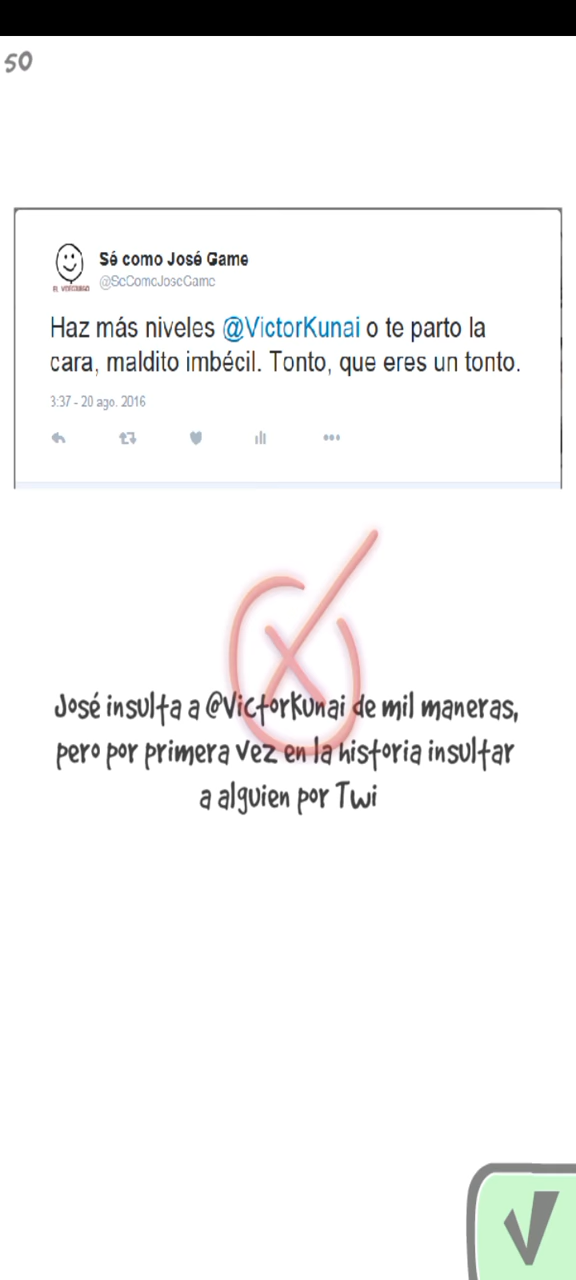 50
Sé como José Game
@SeComoJoseGame
EL VIDEOJUEGO
Haz más niveles @VictorKunai o te parto la
cara, maldito imbécil. Tonto, que eres un tonto.
3:37 - 20 ago. 2016
José insulta a @VictorKunai de mil maneras,
pero por primera vez en la historia insultar
a alguien por Twi